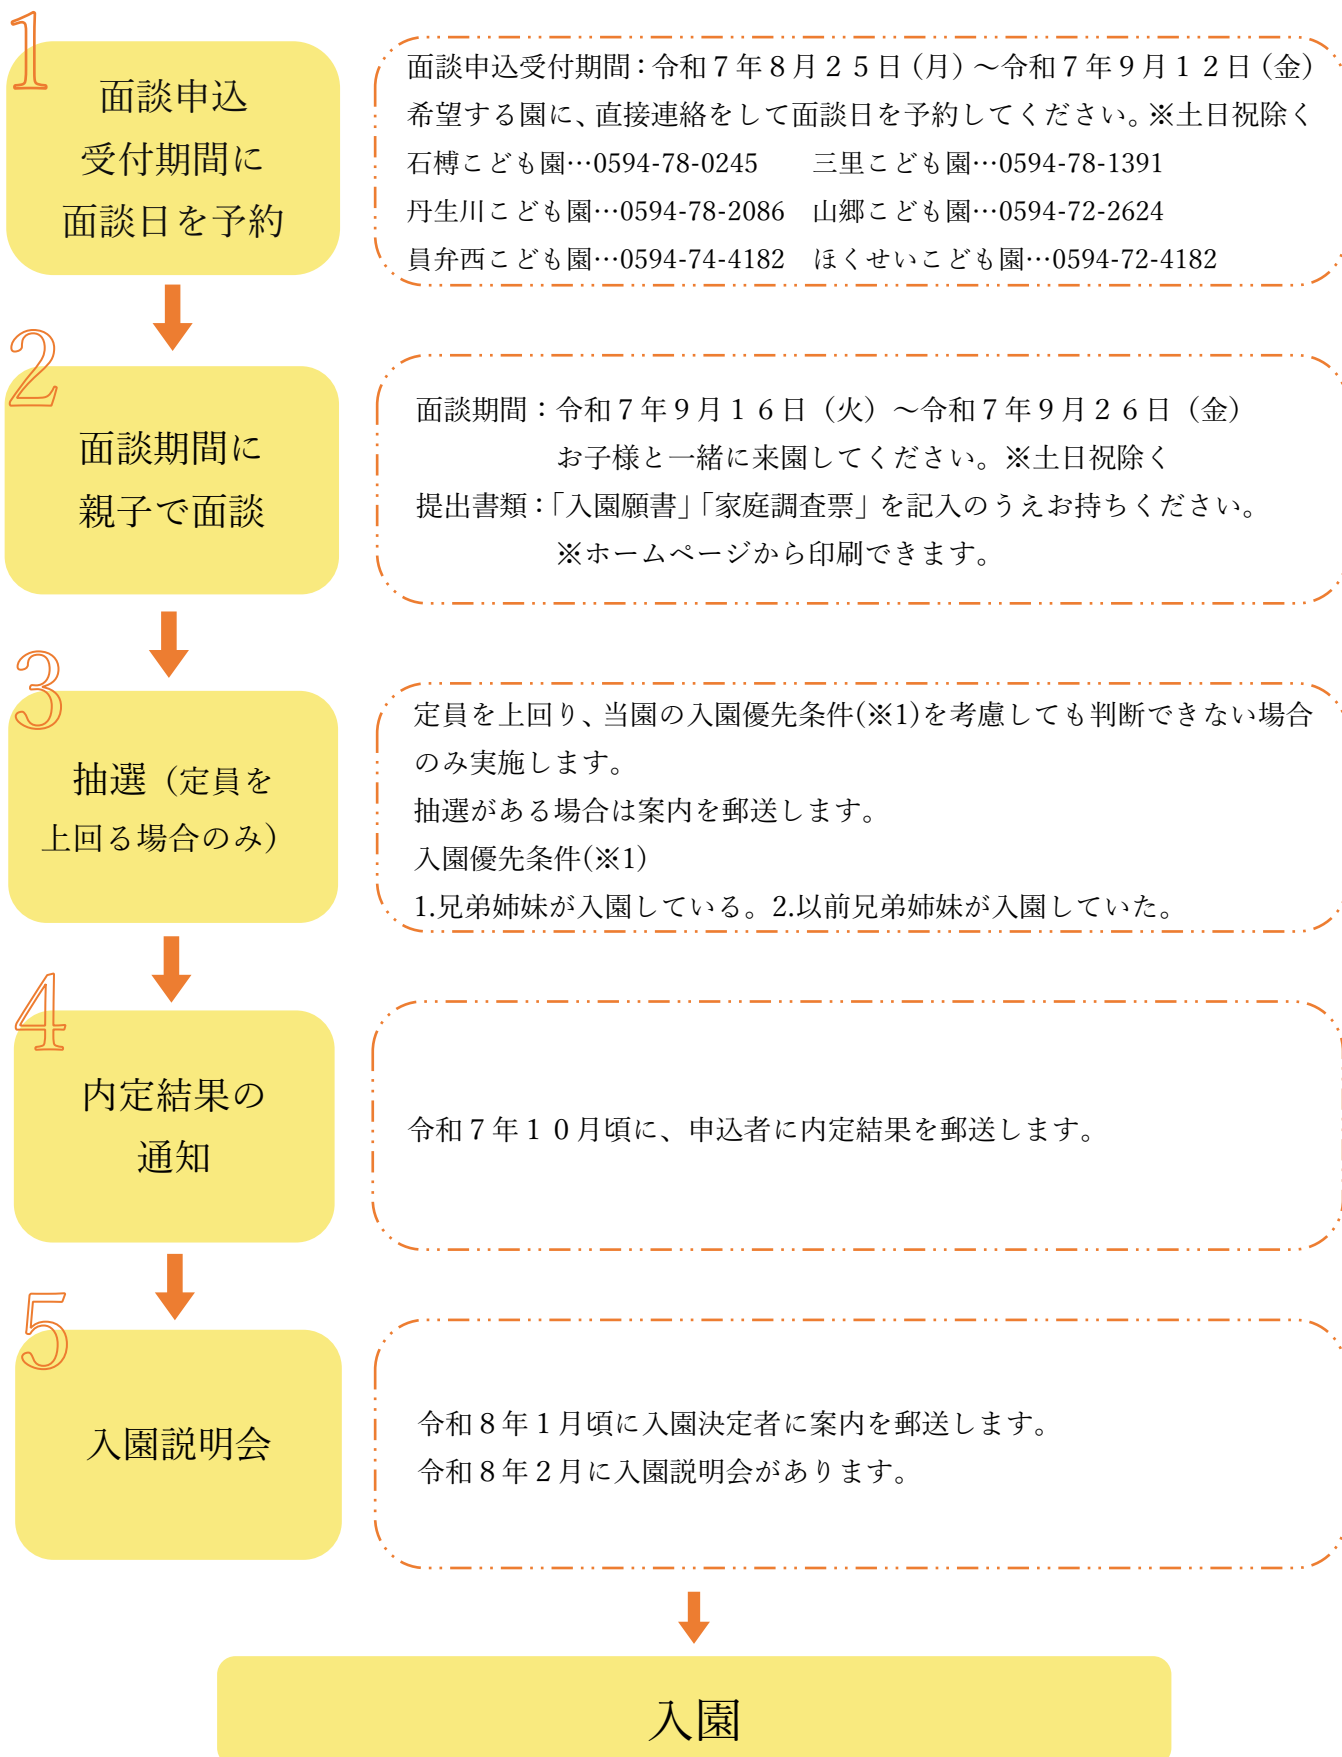 1
面談申込
受付期間に
面談日を予約
面談申込受付期間：令和７年８月２５日（月）～令和７年９月１２日（金）
希望する園に、直接連絡をして面談日を予約してください。※土日祝除く
石榑こども園…0594-78-0245　三里こども園…0594-78-1391
丹生川こども園…0594-78-2086　山郷こども園…0594-72-2624
員弁西こども園…0594-74-4182　ほくせいこども園…0594-72-4182
2
面談期間に
親子で面談
面談期間：令和７年９月１６日（火）～令和７年９月２６日（金）
お子様と一緒に来園してください。※土日祝除く
提出書類：「入園願書」「家庭調査票」を記入のうえお持ちください。
※ホームページから印刷できます。
3
抽選（定員を
上回る場合のみ）
定員を上回り、当園の入園優先条件(※1)を考慮しても判断できない場合
のみ実施します。
抽選がある場合は案内を郵送します。
入園優先条件(※1)
1.兄弟姉妹が入園している。2.以前兄弟姉妹が入園していた。
4
内定結果の
通知
令和７年１０月頃に、申込者に内定結果を郵送します。
5
入園説明会
令和８年１月頃に入園決定者に案内を郵送します。
令和８年２月に入園説明会があります。
入園